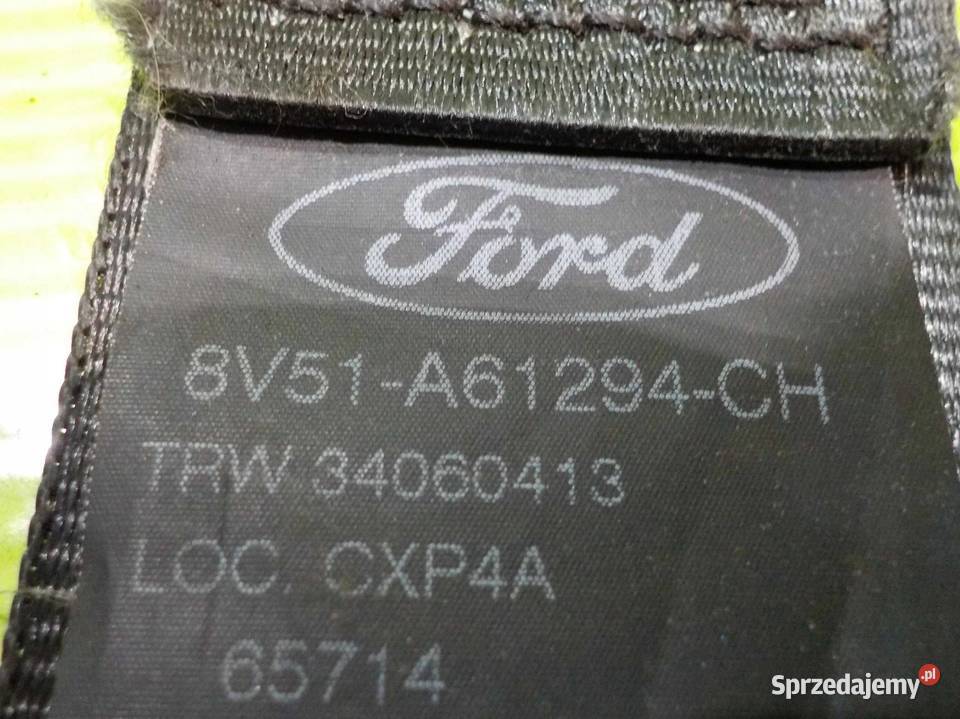 Ford
8V51-A61294-CH
TRW 34060413
LOC. CXP4A
65714
Sprzedajemy.pl